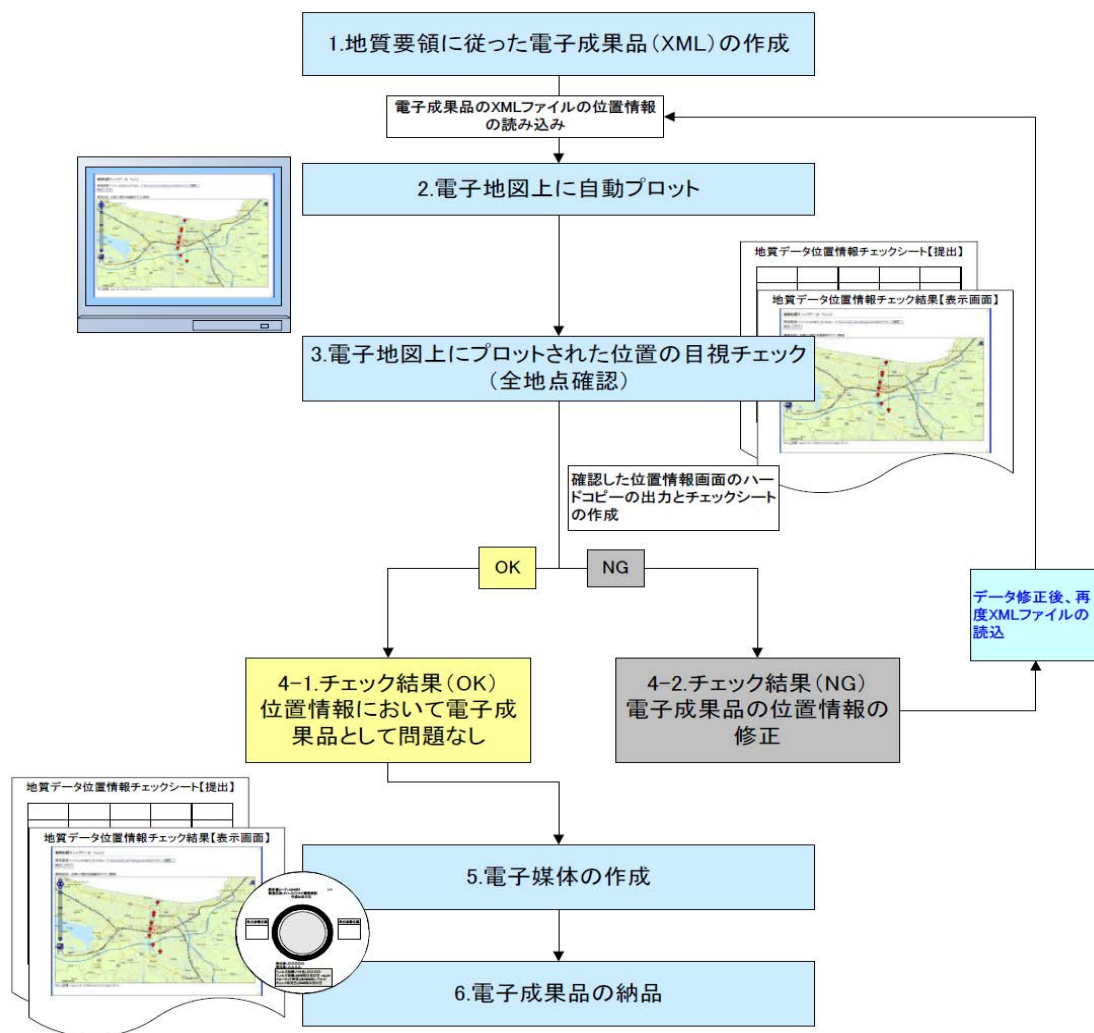 1.地質要領に従った電子成果品(XML)の作成
電子成果品のXMLファイルの位置情報
の読み込み
2.電子地図上に自動プロット
地質データ位置情報チェックシート【提出】
地質データ位置情報チェック結果【表示画面】
3.電子地図上にプロットされた位置の目視チェック
(全地点確認)
確認した位置情報画面のハー
ドコピーの出力とチェックシート
の作成
OK
NG
データ修正後、再
度XMLファイルの
読込
4-1.チェック結果(OK)
位置情報において電子成
果品として問題なし
4-2.チェック結果(NG)
電子成果品の位置情報の
修正
地質データ位置情報チェックシート【提出】
地質データ位置情報チェック結果【表示画面】
5.電子媒体の作成
6.電子成果品の納品